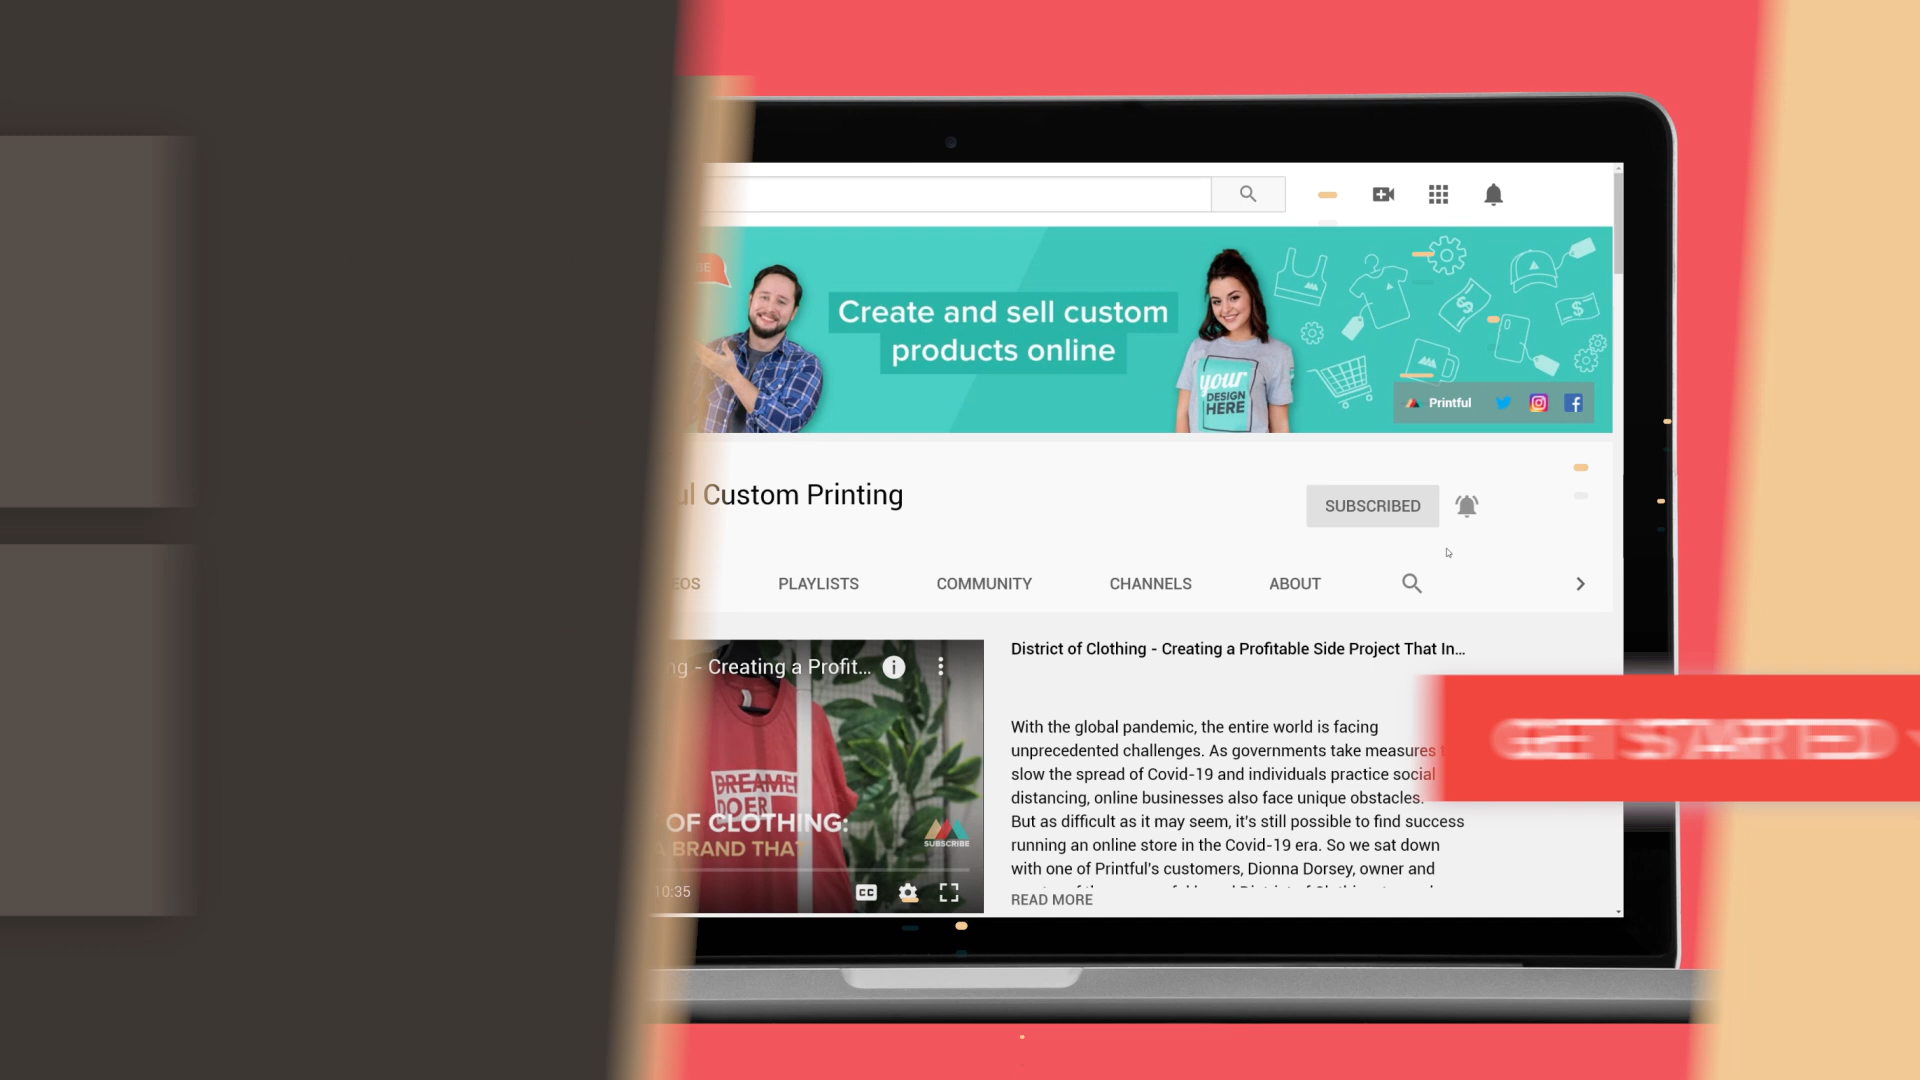 Create and sell custom
products online
your
DESIGN
HERE
Printful
Custom Printing
SUBSCRIBED
PLAYLISTS
COMMUNITY
CHANNELS
ABOUT
- Creating a Profit...
DREAMER
DOER
OF CLOTHING:
A BRAND THAT
SUBSCRIBE
10:35
CC
District of Clothing - Creating a Profitable Side Project That In...
With the global pandemic, the entire world is facing
unprecedented challenges. As governments take measures
slow the spread of Covid-19 and individuals practice social
distancing, online businesses also face unique obstacles.
But as difficult as it may seem, it's still possible to find success
running an online store in the Covid-19 era. So we sat down
with one of Printful's customers, Dionna Dorsey, owner and
READ MORE